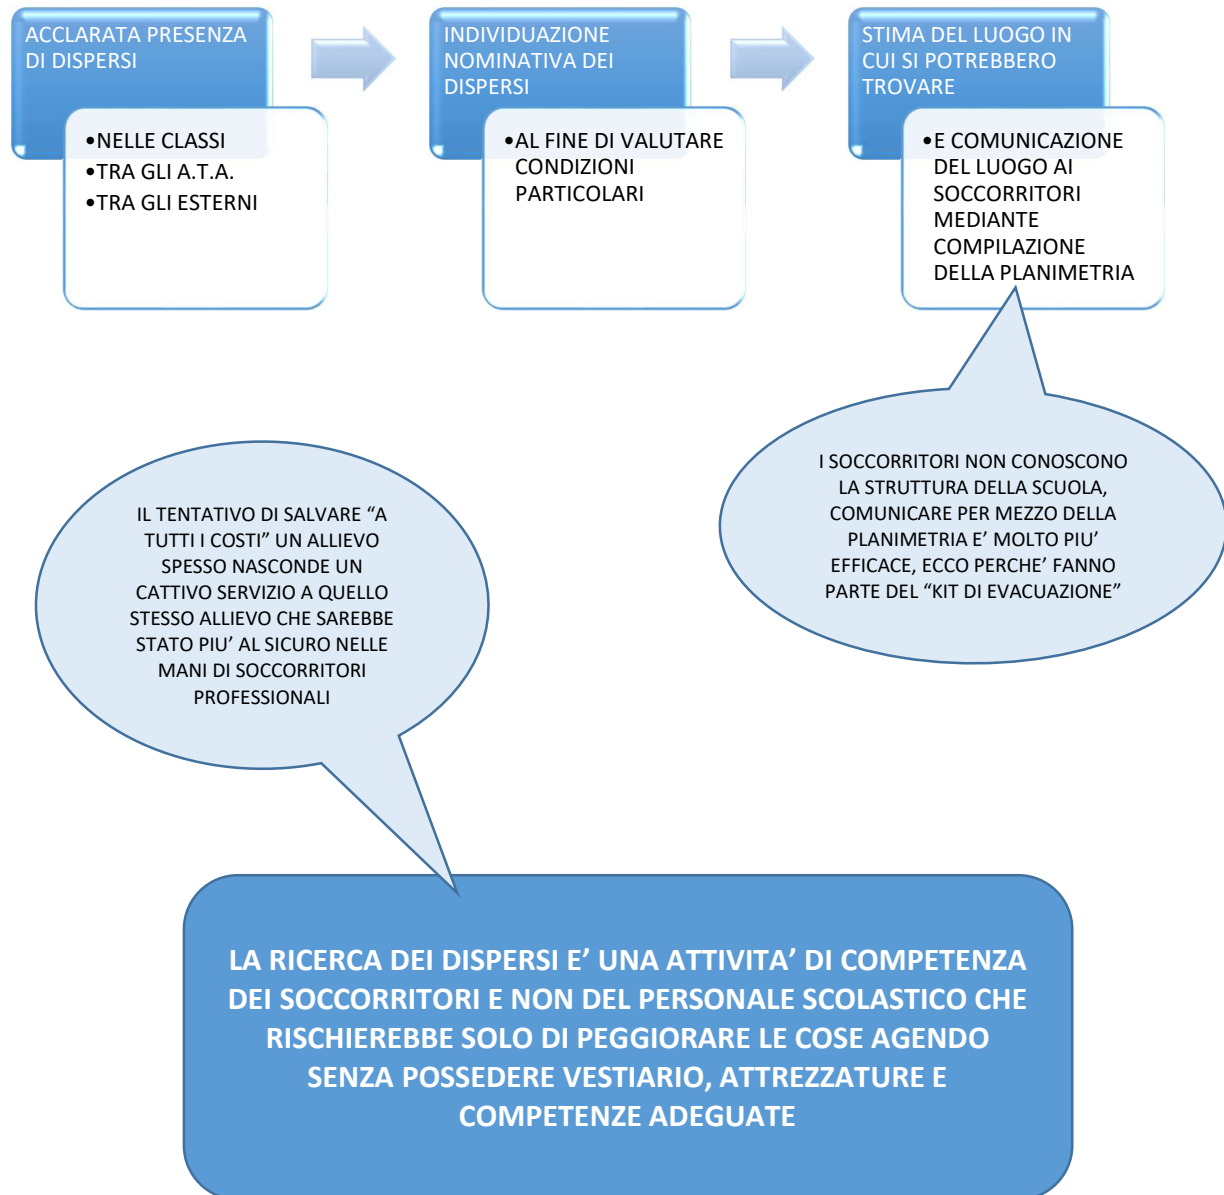 ACCLARATA PRESENZA
DI DISPERSI
•NELLE CLASSI
•TRA GLI A.T.A.
•TRA GLI ESTERNI
INDIVIDUAZIONE
NOMINATIVA DEI
DISPERSI
•AL FINE DI VALUTARE
CONDIZIONI
PARTICOLARI
STIMA DEL LUOGO IN
CUI SI POTREBBERO
TROVARE
•E COMUNICAZIONE
DEL LUOGO AI
SOCCORRITORI
MEDIANTE
COMPILAZIONE
DELLA PLANIMETRIA
I SOCCORRITORI NON CONOSCONO
LA STRUTTURA DELLA SCUOLA,
COMUNICARE PER MEZZO DELLA
PLANIMETRIA E’ MOLTO PIU’
EFFICACE, ECCO PERCHE’ FANNO
PARTE DEL “KIT DI EVACUAZIONE”
IL TENTATIVO DI SALVARE “A
TUTTI I COSTI” UN ALLIEVO
SPESSO NASCONDE UN
CATTIVO SERVIZIO A QUELLO
STESSO ALLIEVO CHE SAREBBE
STATO PIU’ AL SICURO NELLE
MANI DI SOCCORRITORI
PROFESSIONALI
LA RICERCA DEI DISPERSI E’ UNA ATTIVITA’ DI COMPETENZA
DEI SOCCORRITORI E NON DEL PERSONALE SCOLASTICO CHE
RISCHIEREBBE SOLO DI PEGGIORARE LE COSE AGENDO
SENZA POSSEDERE VESTIARIO, ATTREZZATURE E
COMPETENZE ADEGUATE